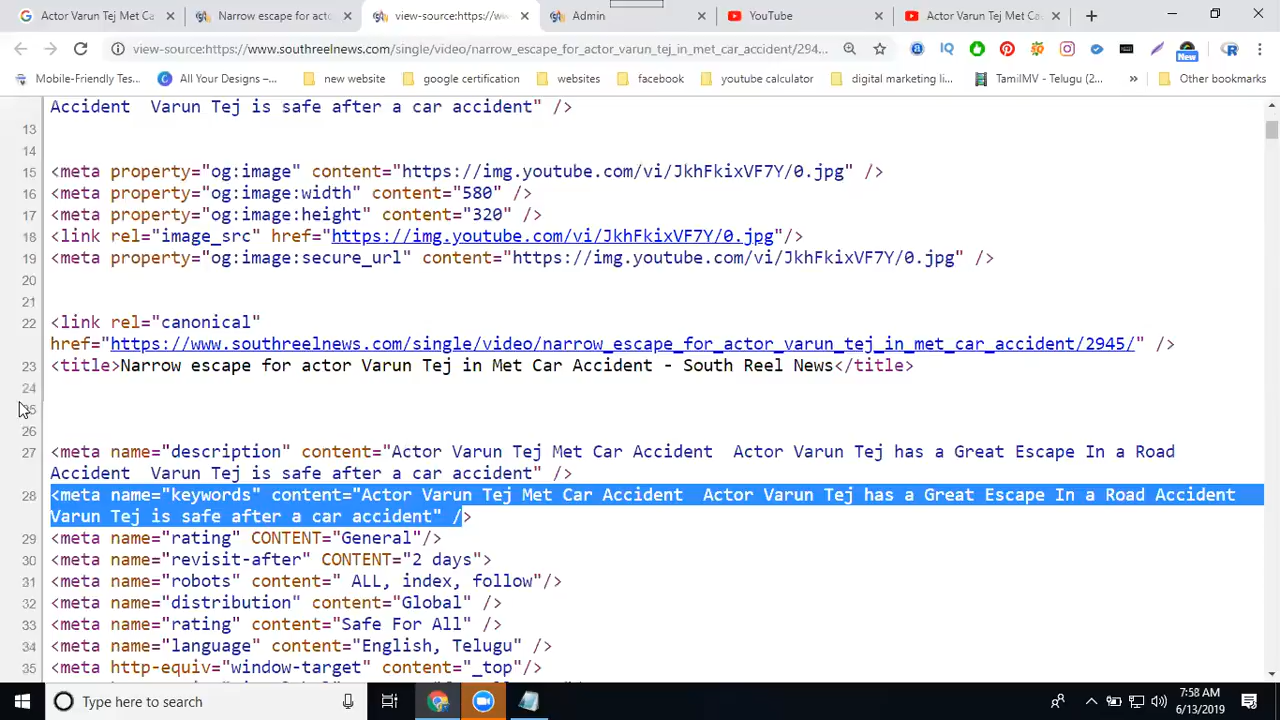 Actor Varun Tej Met Ca
Narrow escape for acto
view-source:https://ww
Admin
YouTube
Actor Varun Tej Met Ca
view-source:https://www.southreelnews.com/single/video/narrow_escape_for_actor_varun_tej_in_met_car_accident/294...
New
Mobile-Friendly Tes...
All Your Designs –...
new website
google certification
websites
facebook
youtube calculator
digital marketing li...
TamilMV - Telugu (2...
»
Other bookmarks
Accident  Varun Tej is safe after a car accident" />
13
14
15 <meta property="og:image" content="https://img.youtube.com/vi/JkhFkixVF7Y/0.jpg" />
16 <meta property="og:image:width" content="580" />
17 <meta property="og:image:height" content="320" />
18 <link rel="image_src" href="https://img.youtube.com/vi/JkhFkixVF7Y/0.jpg"/>
19 <meta property="og:image:secure_url" content="https://img.youtube.com/vi/JkhFkixVF7Y/0.jpg" />
20
21
22 <link rel="canonical"
href="https://www.southreelnews.com/single/video/narrow_escape_for_actor_varun_tej_in_met_car_accident/2945/" />
23 <title>Narrow escape for actor Varun Tej in Met Car Accident - South Reel News</title>
24
25
26
27 <meta name="description" content="Actor Varun Tej Met Car Accident  Actor Varun Tej has a Great Escape In a Road
Accident  Varun Tej is safe after a car accident" />
28 <meta name="keywords" content="Actor Varun Tej Met Car Accident  Actor Varun Tej has a Great Escape In a Road Accident
Varun Tej is safe after a car accident" />
29 <meta name="rating" CONTENT="General"/>
30 <meta name="revisit-after" CONTENT="2 days">
31 <meta name="robots" content=" ALL, index, follow"/>
32 <meta name="distribution" content="Global" />
33 <meta name="rating" content="Safe For All" />
34 <meta name="language" content="English, Telugu" />
35 <meta http-equiv="window-target" content="_top"/>
Type here to search
7:58 AM
6/13/2019